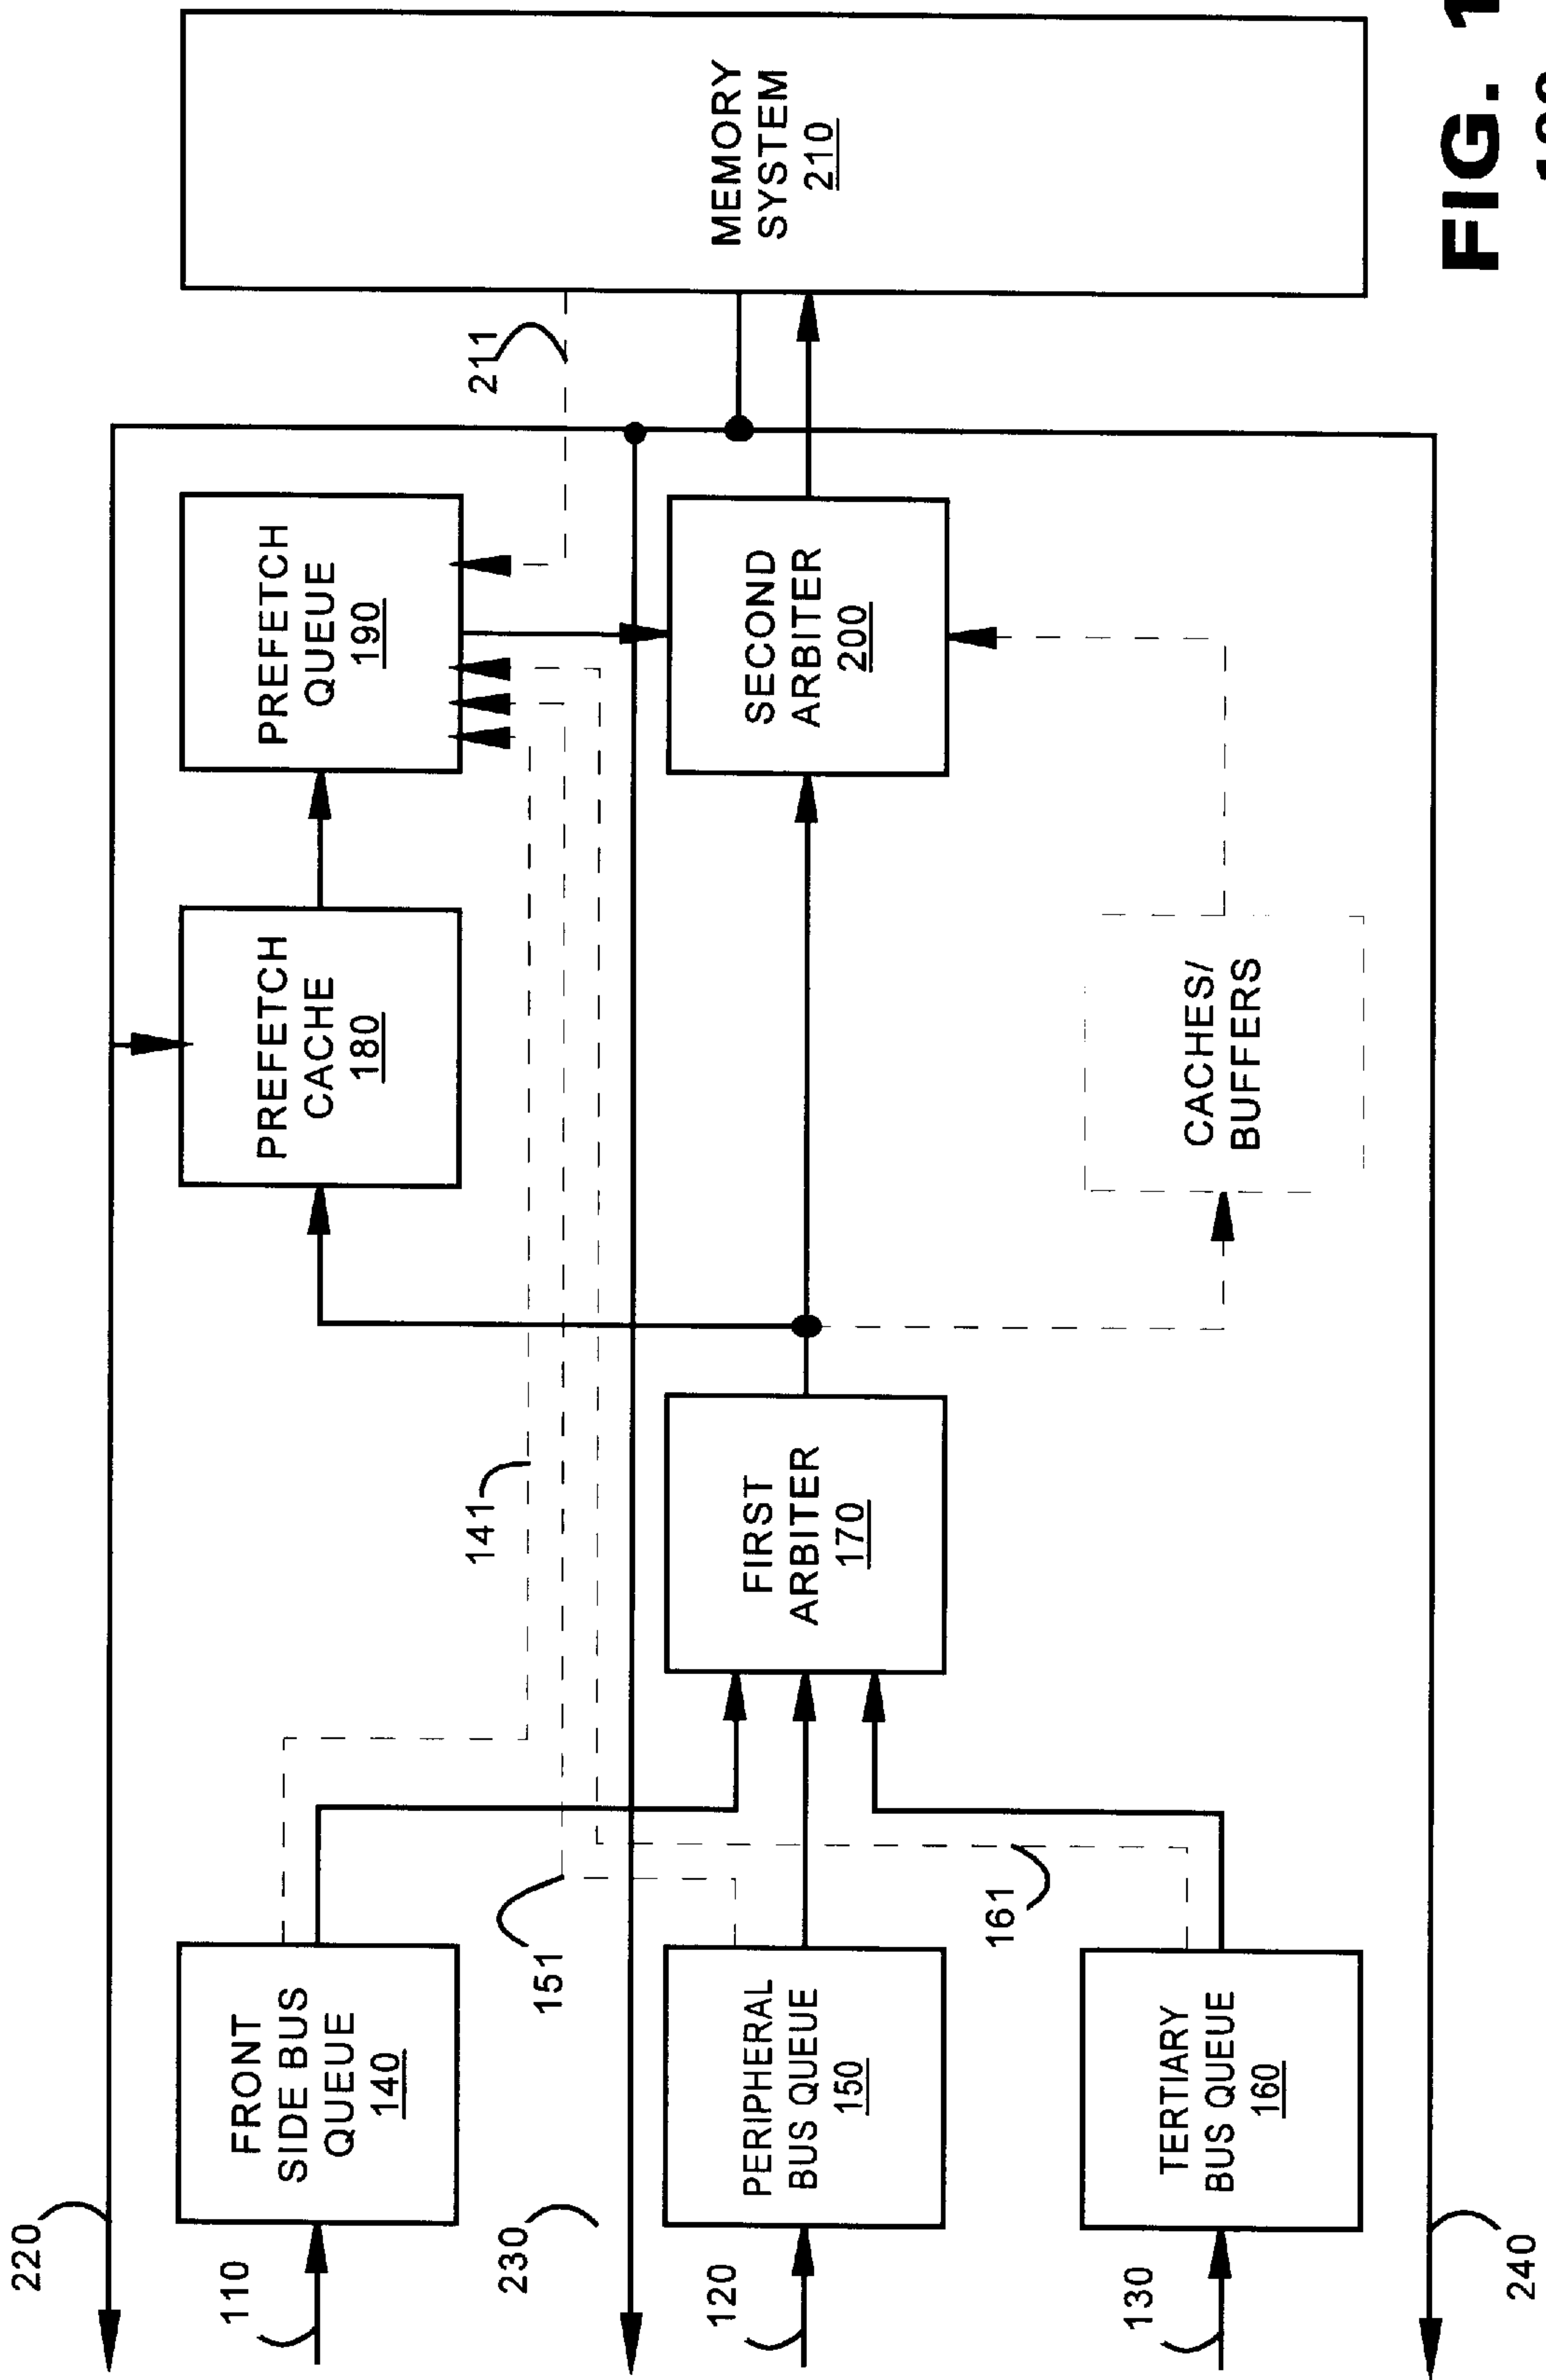 220
110
FRONT
SIDE BUS
QUEUE
140
230
120
PERIPHERAL
BUS QUEUE
150
151
130
TERTIARY
BUS QUEUE
160
161
240
141
FIRST
ARBITER
170
PREFETCH
CACHE
180
CACHES/
BUFFERS
PREFETCH
QUEUE
190
SECOND
ARBITER
200
211
MEMORY
SYSTEM
210
FIG. 1